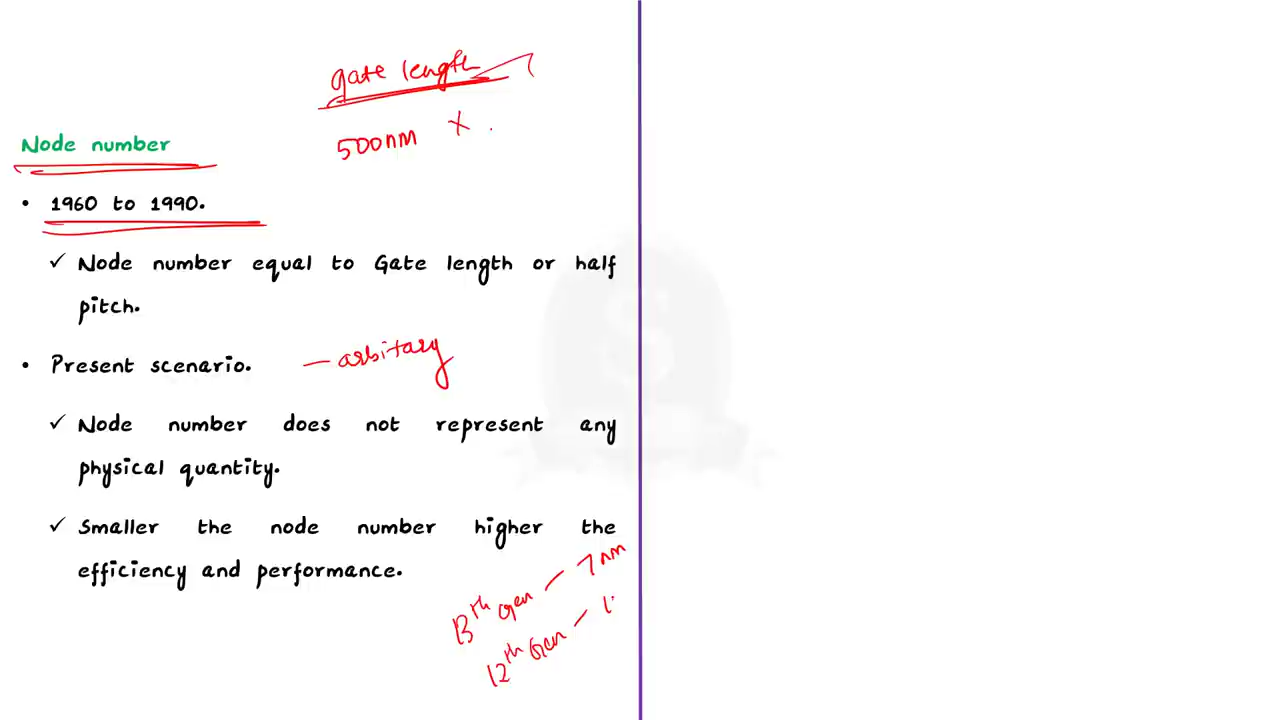 gate length
500nm x
Node number
• 1960 to 1990.
✓ Node number equal to Gate length or half
pitch.
• Present scenario. – arbitary
✓ Node number does not represent any
physical quantity.
✓ Smaller the node number higher the
efficiency and performance.
13th Gen – 7nm
12th Gen – 1